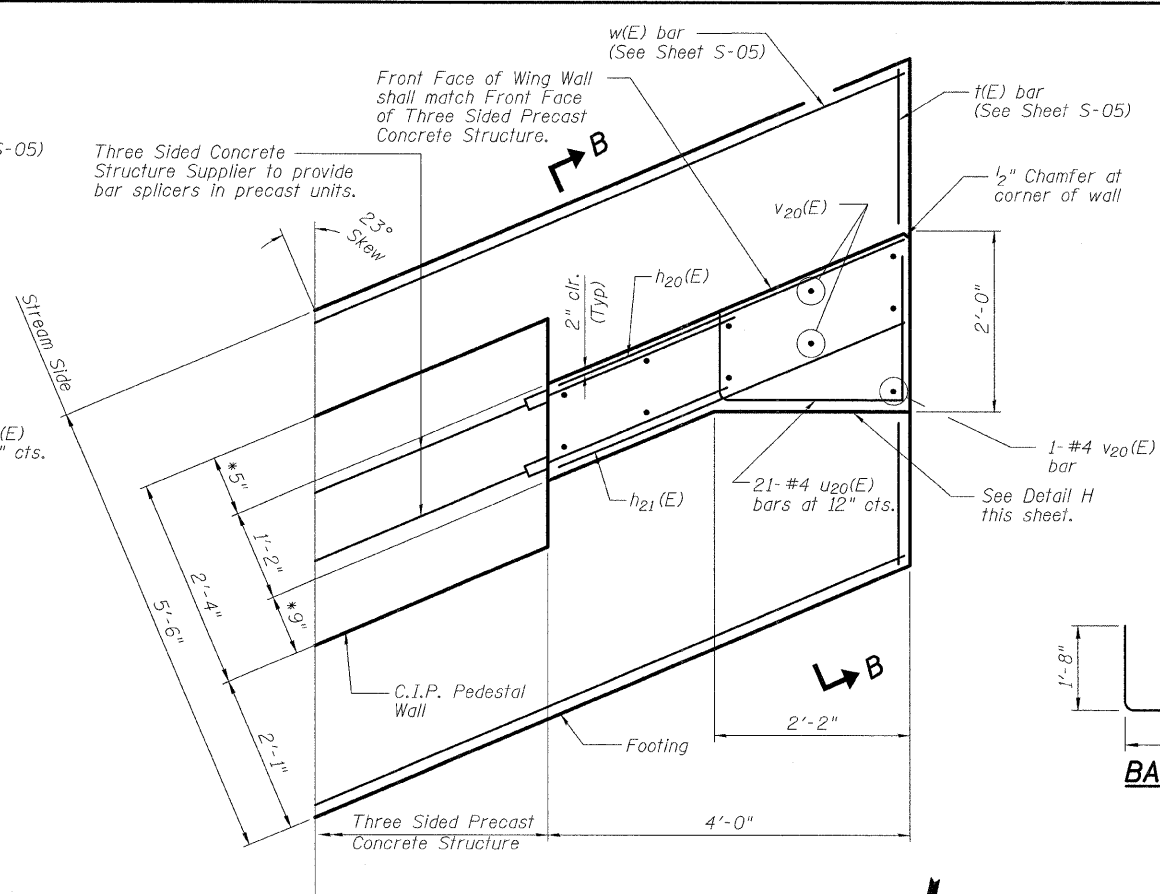 w(E) bar
(See Sheet S-05)
Front Face of Wing Wall
shall match Front Face
of Three Sided Precast
Concrete Structure.
t(E) bar
(See Sheet S-05)
S-05)
Three Sided Concrete
Structure Supplier to provide
bar splicers in precast units.
B
1/2" Chamfer at
corner of wall
v20(E)
23°
Skew
h20(E)
2" clr.
(Typ)
2'-0"
Stream Side
(E)
" cts.
1-#4 v20(E)
bar
*5"
21-#4 u20(E)
bars at 12" cts.
See Detail H
this sheet.
h21(E)
1'-2"
2'-4"
*9"
5'-6"
1'-8"
B
C.I.P. Pedestal
Wall
2'-1"
2'-2"
Footing
BA
Three Sided Precast
Concrete Structure
4'-0"